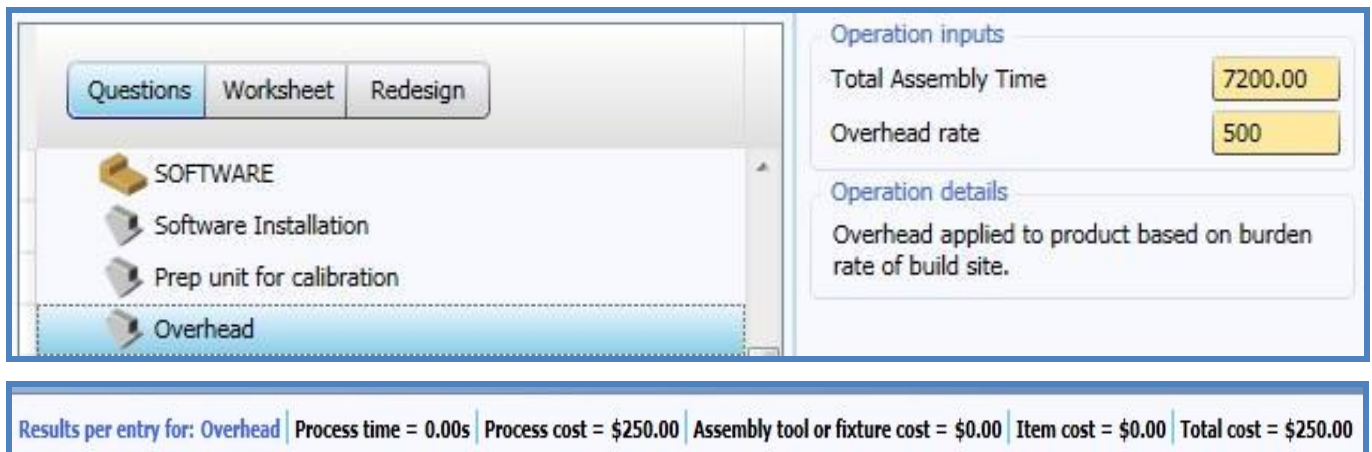 Questions Worksheet Redesign
SOFTWARE
Software Installation
Prep unit for calibration
Overhead
Operation inputs
Total Assembly Time 7200.00
Overhead rate 500
Operation details
Overhead applied to product based on burden
rate of build site.
Results per entry for: Overhead Process time = 0.00s Process cost = $250.00 Assembly tool or fixture cost = $0.00 Item cost = $0.00 Total cost = $250.00